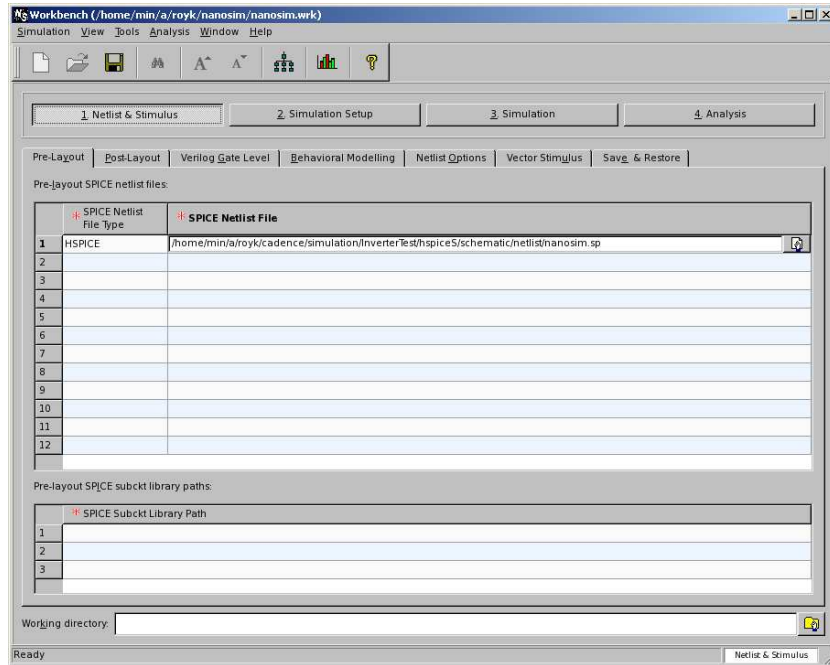 Workbench (/home/min/a/royk/nanosim/nanosim.wrk)
Simulation View Tools Analysis Window Help
1. Netlist & Stimulus 2. Simulation Setup 3. Simulation 4. Analysis
Pre-Layout Post-Layout Verilog Gate Level Behavioral Modelling Netlist Options Vector Stimulus Save & Restore
Pre-layout SPICE netlist files:
SPICE Netlist File Type SPICE Netlist File
1 HSPICE /home/min/a/royk/cadence/simulation/InverterTest/hspiceS/schematic/netlist/nanosim.sp
2
3
4
5
6
7
8
9
10
11
12
Pre-layout SPICE subckt library paths:
SPICE Subckt Library Path
1
2
3
Working directory:
Ready Netlist & Stimulus